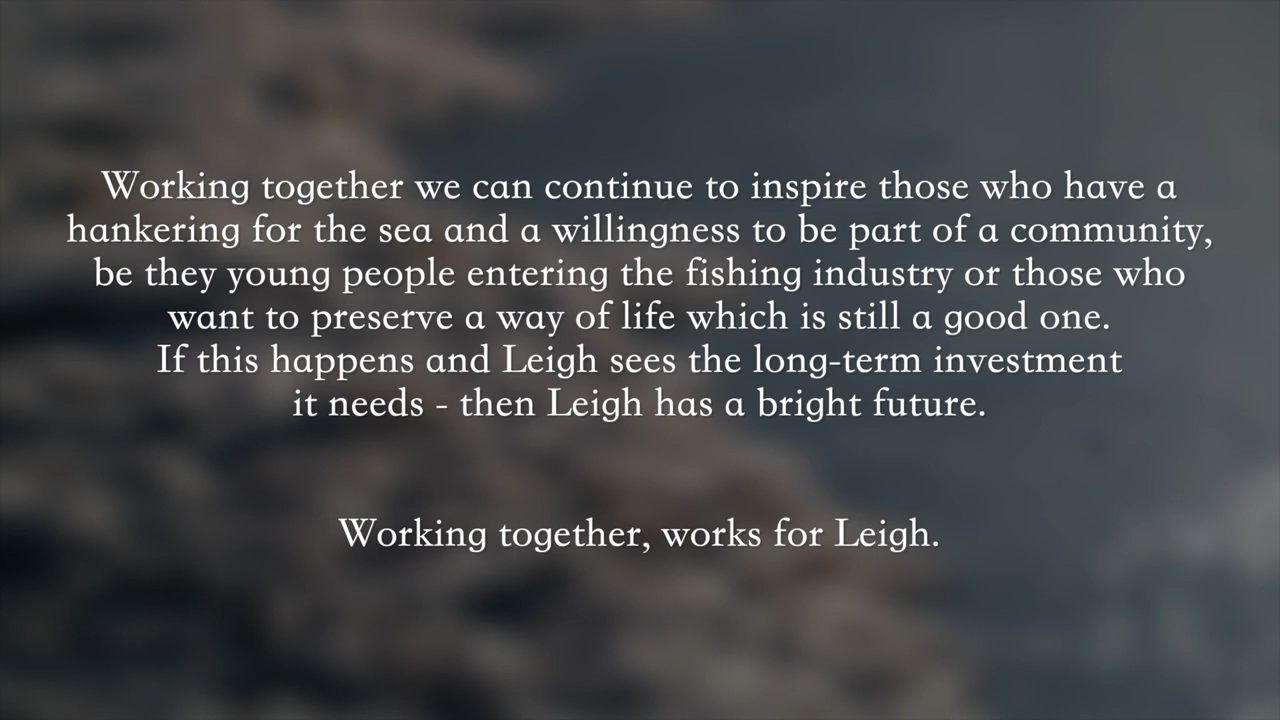 Working together we can continue to inspire those who have a
hankering for the sea and a willingness to be part of a community,
be they young people entering the fishing industry or those who
want to preserve a way of life which is still a good one.
If this happens and Leigh sees the long-term investment
it needs - then Leigh has a bright future.
Working together, works for Leigh.